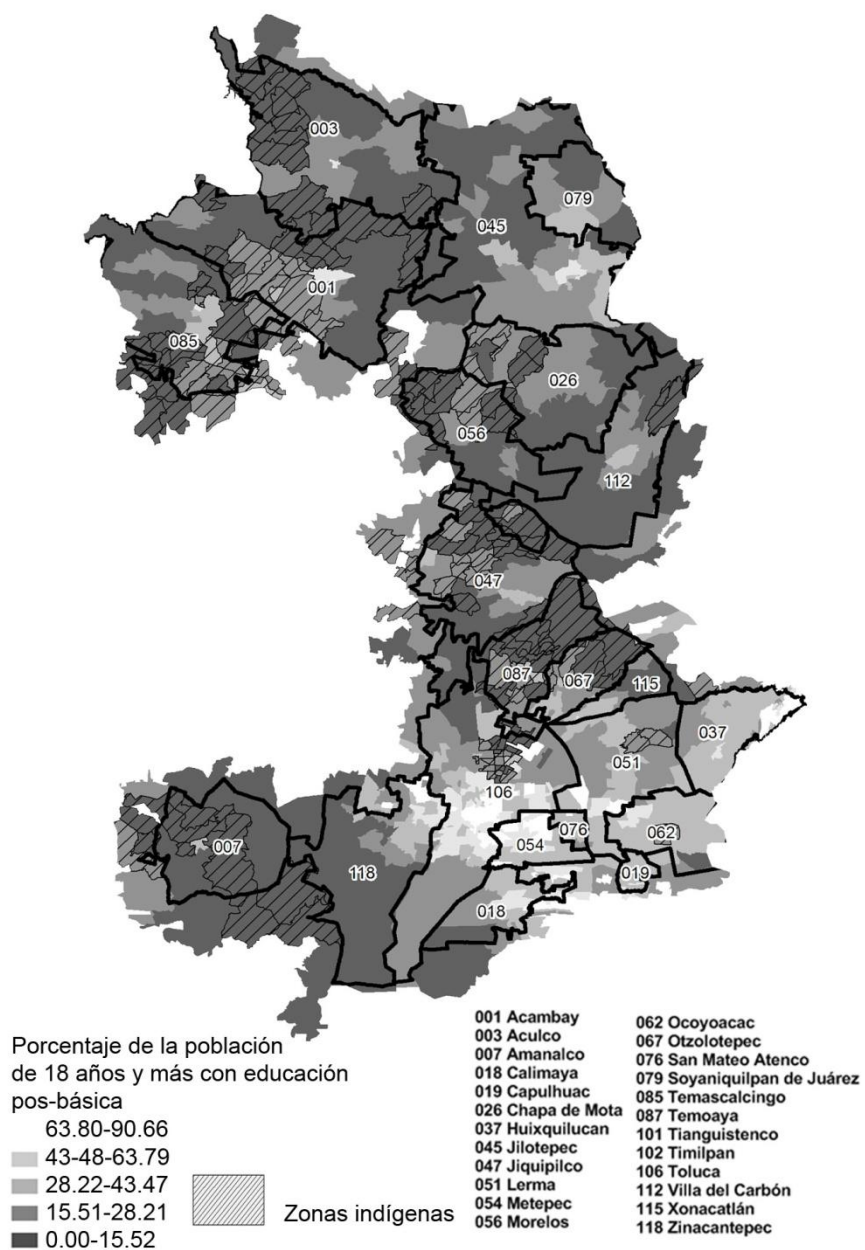 003
079
045
001
085
026
056
112
047
087
067
115
037
051
106
076
062
054
007
118
019
018
Porcentaje de la población
de 18 años y más con educación
pos-básica
63.80-90.66
43-48-63.79
28.22-43.47
15.51-28.21
0.00-15.52
Zonas indígenas
001 Acambay
003 Aculco
007 Amanalco
018 Calimaya
019 Capulhuac
026 Chapa de Mota
037 Huixquilucan
045 Jilotepec
047 Jiquipilco
051 Lerma
054 Metepec
056 Morelos
062 Ocoyoacac
067 Otzolotepec
076 San Mateo Atenco
079 Soyaniquilpan de Juárez
085 Temascalcingo
087 Temoaya
101 Tianguistenco
102 Timilpan
106 Toluca
112 Villa del Carbón
115 Xonacatlán
118 Zinacantepec